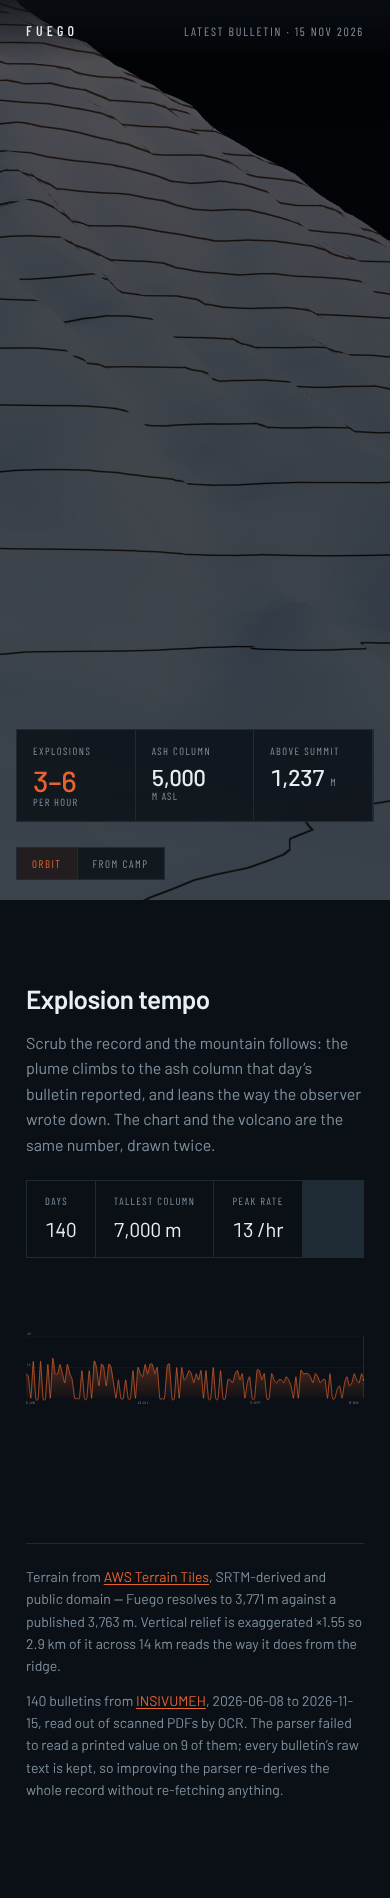 FUEGO
LATEST BULLETIN · 15 NOV 2026
EXPLOSIONS
3–6
PER HOUR
ASH COLUMN
5,000
M ASL
ABOVE SUMMIT
1,237 M
ORBIT
FROM CAMP
Explosion tempo
Scrub the record and the mountain follows: the
plume climbs to the ash column that day’s
bulletin reported, and leans the way the observer
wrote down. The chart and the volcano are the
same number, drawn twice.
DAYS
140
TALLEST COLUMN
7,000 m
PEAK RATE
13 /hr
Terrain from AWS Terrain Tiles, SRTM-derived and
public domain — Fuego resolves to 3,771 m against a
published 3,763 m. Vertical relief is exaggerated ×1.55 so
2.9 km of it across 14 km reads the way it does from the
ridge.
140 bulletins from INSIVUMEH, 2026-06-08 to 2026-11-
15, read out of scanned PDFs by OCR. The parser failed
to read a printed value on 9 of them; every bulletin’s raw
text is kept, so improving the parser re-derives the
whole record without re-fetching anything.